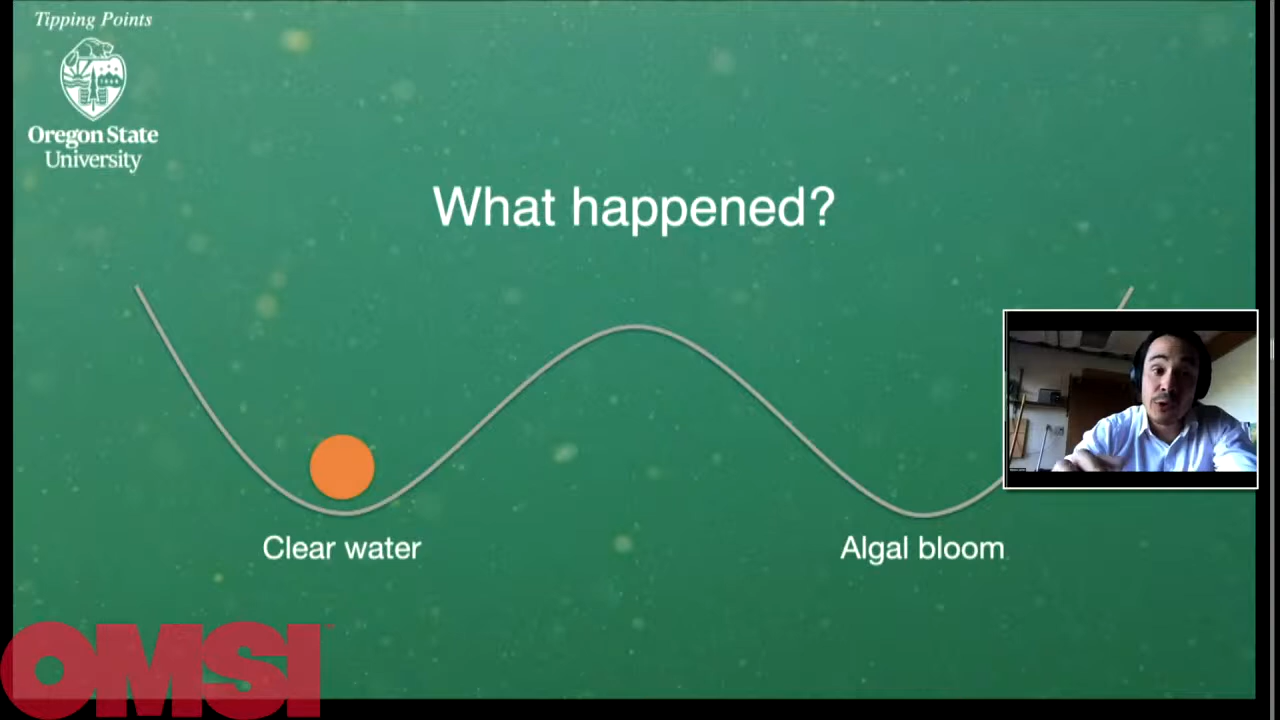 Tipping Points
Oregon State
University
What happened?
Clear water
Algal bloom
OMSI